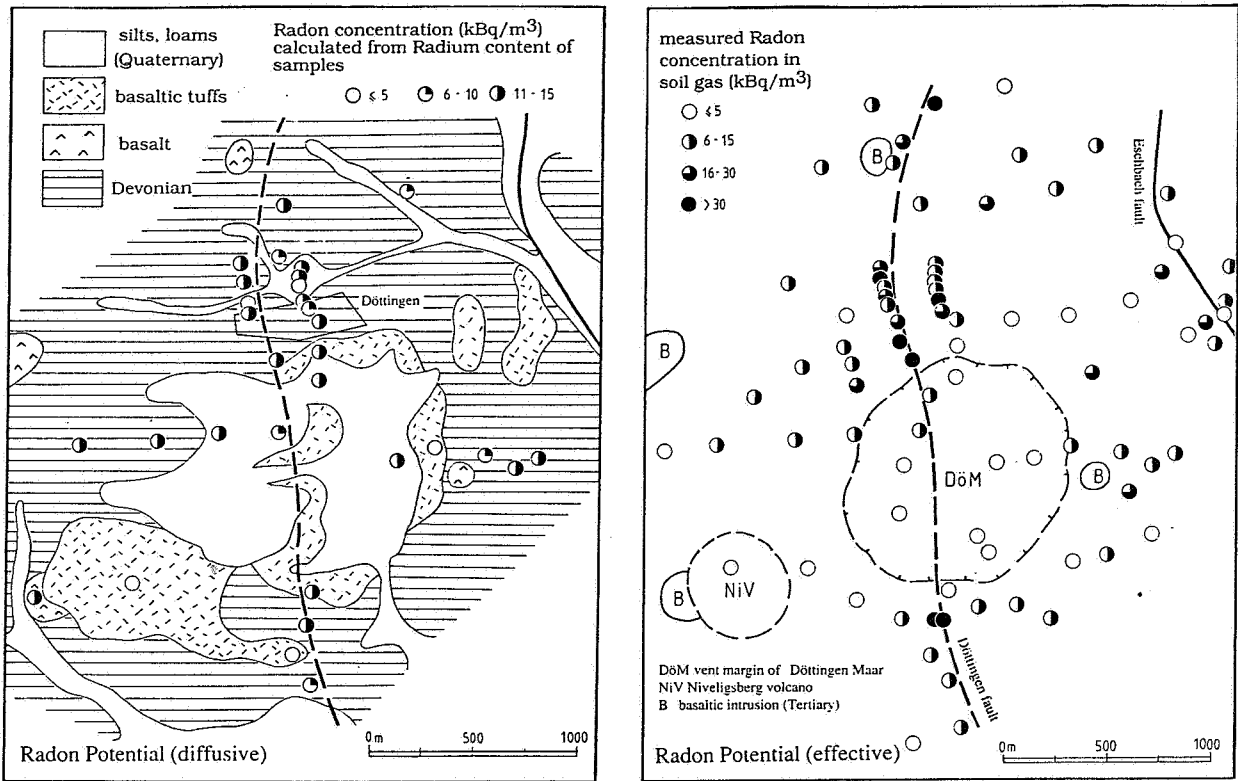 silts, loams
(Quaternary)
basaltic tuffs
basalt
Devonian
Radon concentration (kBq/m³)
calculated from Radium content of
samples
⩽ 5
6 - 10
11 - 15
Döttingen
Radon Potential (diffusive)
0 m
500
1000
measured Radon
concentration in
soil gas (kBq/m³)
⩽ 5
6 - 15
16 - 30
> 30
B
Eschbach fault
B
DöM
B
NiV
B
Döttingen fault
DöM vent margin of Döttingen Maar
NiV Niveligsberg volcano
B basaltic intrusion (Tertiary)
Radon Potential (effective)
0 m
500
1000